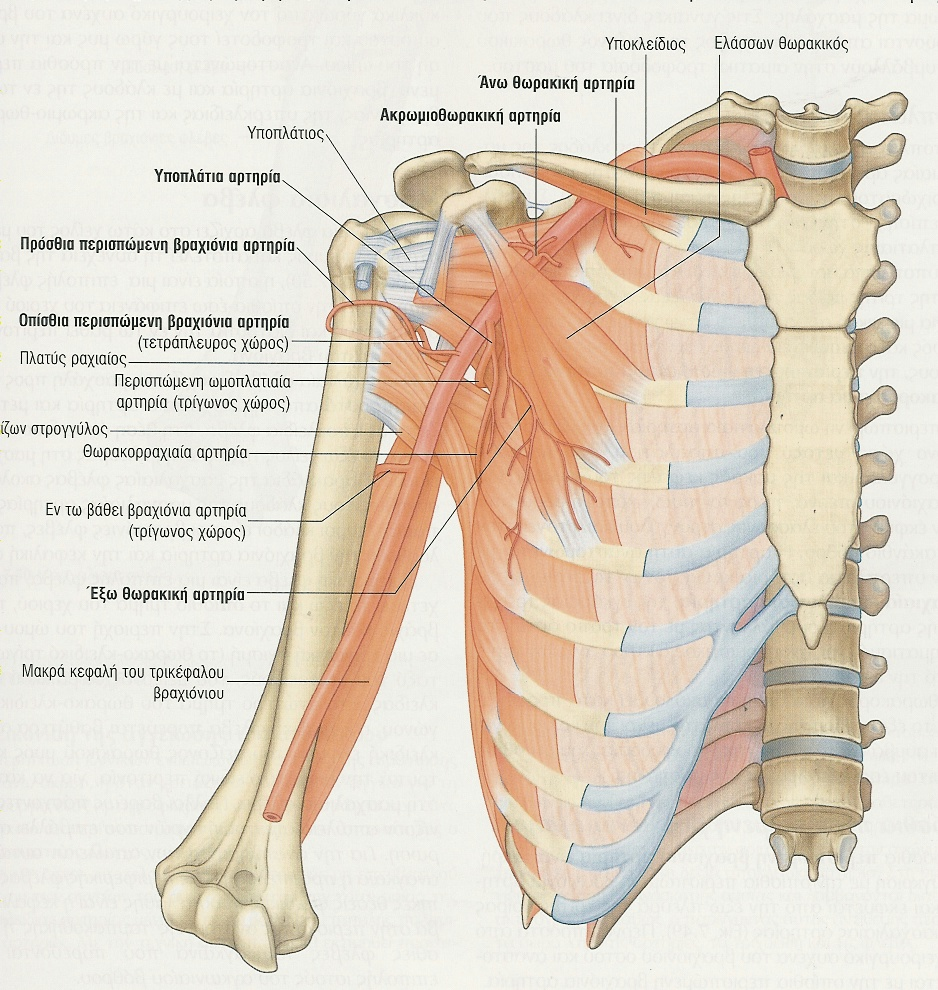 Υποκλείδιος
Ελάσσων θωρακικός
Άνω θωρακική αρτηρία
Ακρωμιοθωρακική αρτηρία
Υποπλάτιος
Υποπλάτια αρτηρία
Πρόσθια περισπώμενη βραχιόνια αρτηρία
Οπίσθια περισπώμενη βραχιόνια αρτηρία
(τετράπλευρος χώρος)
Πλατύς ραχιαίος
Περισπώμενη ωμοπλατιαία
αρτηρία (τρίγωνος χώρος)
ίζων στρογγύλος
Θωρακορραχιαία αρτηρία
Εν τω βάθει βραχιόνια αρτηρία
(τρίγωνος χώρος)
Έξω θωρακική αρτηρία
Μακρά κεφαλή του τρικέφαλου
βραχιόνιου